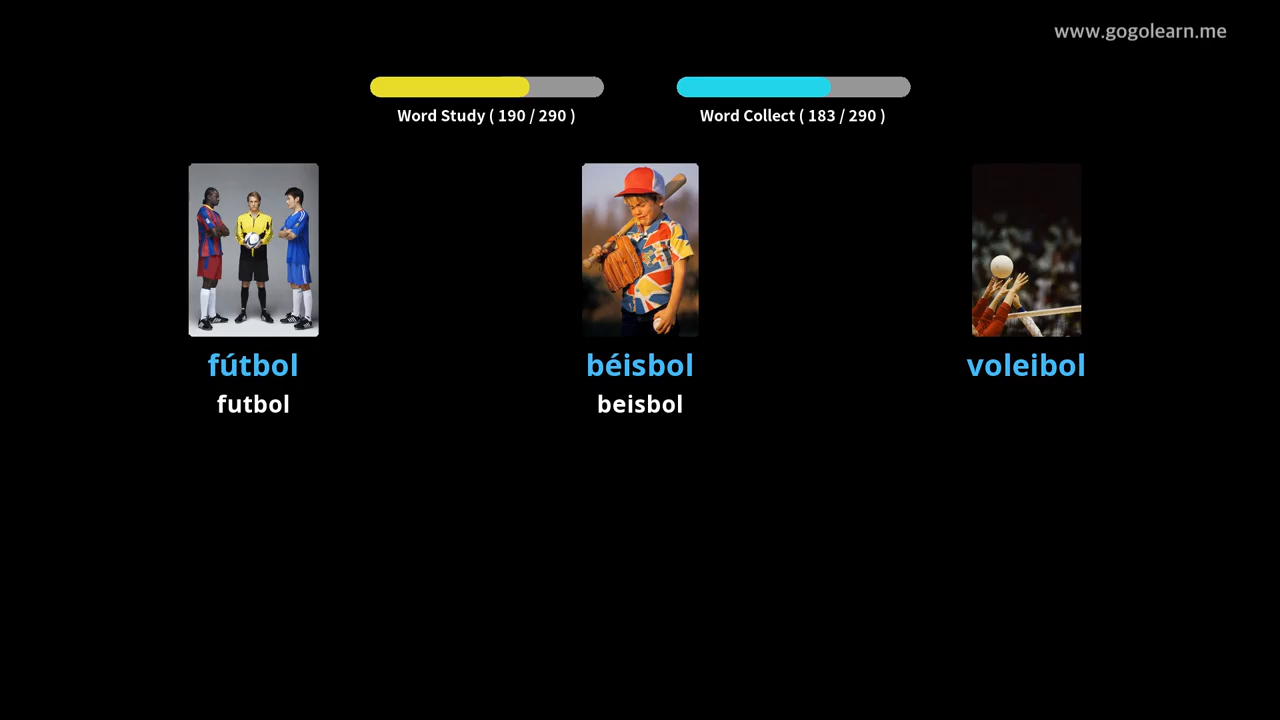 www.gogolearn.me
Word Study ( 190 / 290 )
Word Collect ( 183 / 290 )
fútbol
futbol
béisbol
beisbol
voleibol